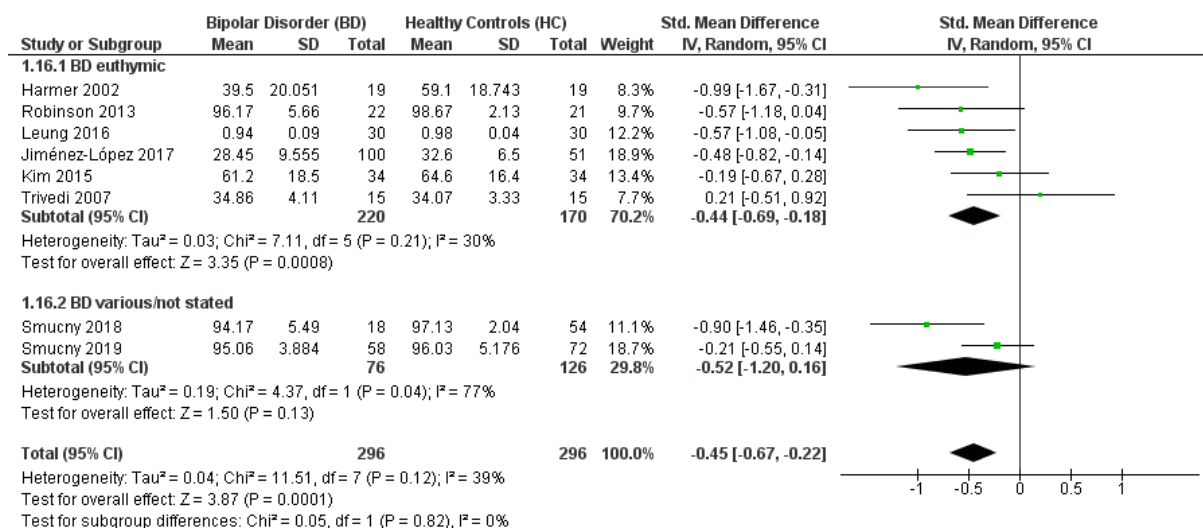 Bipolar Disorder (BD) Healthy Controls (HC) Std. Mean Difference Std. Mean Difference
Study or Subgroup Mean SD Total Mean SD Total Weight IV, Random, 95% CI IV, Random, 95% CI
1.16.1 BD euthymic
Harmer 2002 39.5 20.051 19 59.1 18.743 19 8.3% -0.99 [-1.67, -0.31]
Robinson 2013 96.17 5.66 22 98.67 2.13 21 9.7% -0.57 [-1.18, 0.04]
Leung 2016 0.94 0.09 30 0.98 0.04 30 12.2% -0.57 [-1.08, -0.05]
Jiménez-López 2017 28.45 9.555 100 32.6 6.5 51 18.9% -0.48 [-0.82, -0.14]
Kim 2015 61.2 18.5 34 64.6 16.4 34 13.4% -0.19 [-0.67, 0.28]
Trivedi 2007 34.86 4.11 15 34.07 3.33 15 7.7% 0.21 [-0.51, 0.92]
Subtotal (95% CI) 220 170 70.2% -0.44 [-0.69, -0.18]
Heterogeneity: Tau² = 0.03; Chi² = 7.11, df = 5 (P = 0.21); I² = 30%
Test for overall effect: Z = 3.35 (P = 0.0008)
1.16.2 BD various/not stated
Smucny 2018 94.17 5.49 18 97.13 2.04 54 11.1% -0.90 [-1.46, -0.35]
Smucny 2019 95.06 3.884 58 96.03 5.176 72 18.7% -0.21 [-0.55, 0.14]
Subtotal (95% CI) 76 126 29.8% -0.52 [-1.20, 0.16]
Heterogeneity: Tau² = 0.19; Chi² = 4.37, df = 1 (P = 0.04); I² = 77%
Test for overall effect: Z = 1.50 (P = 0.13)
Total (95% CI) 296 296 100.0% -0.45 [-0.67, -0.22]
Heterogeneity: Tau² = 0.04; Chi² = 11.51, df = 7 (P = 0.12); I² = 39%
Test for overall effect: Z = 3.87 (P = 0.0001)
Test for subgroup differences: Chi² = 0.05, df = 1 (P = 0.82), I² = 0%
-1 -0.5 0 0.5 1